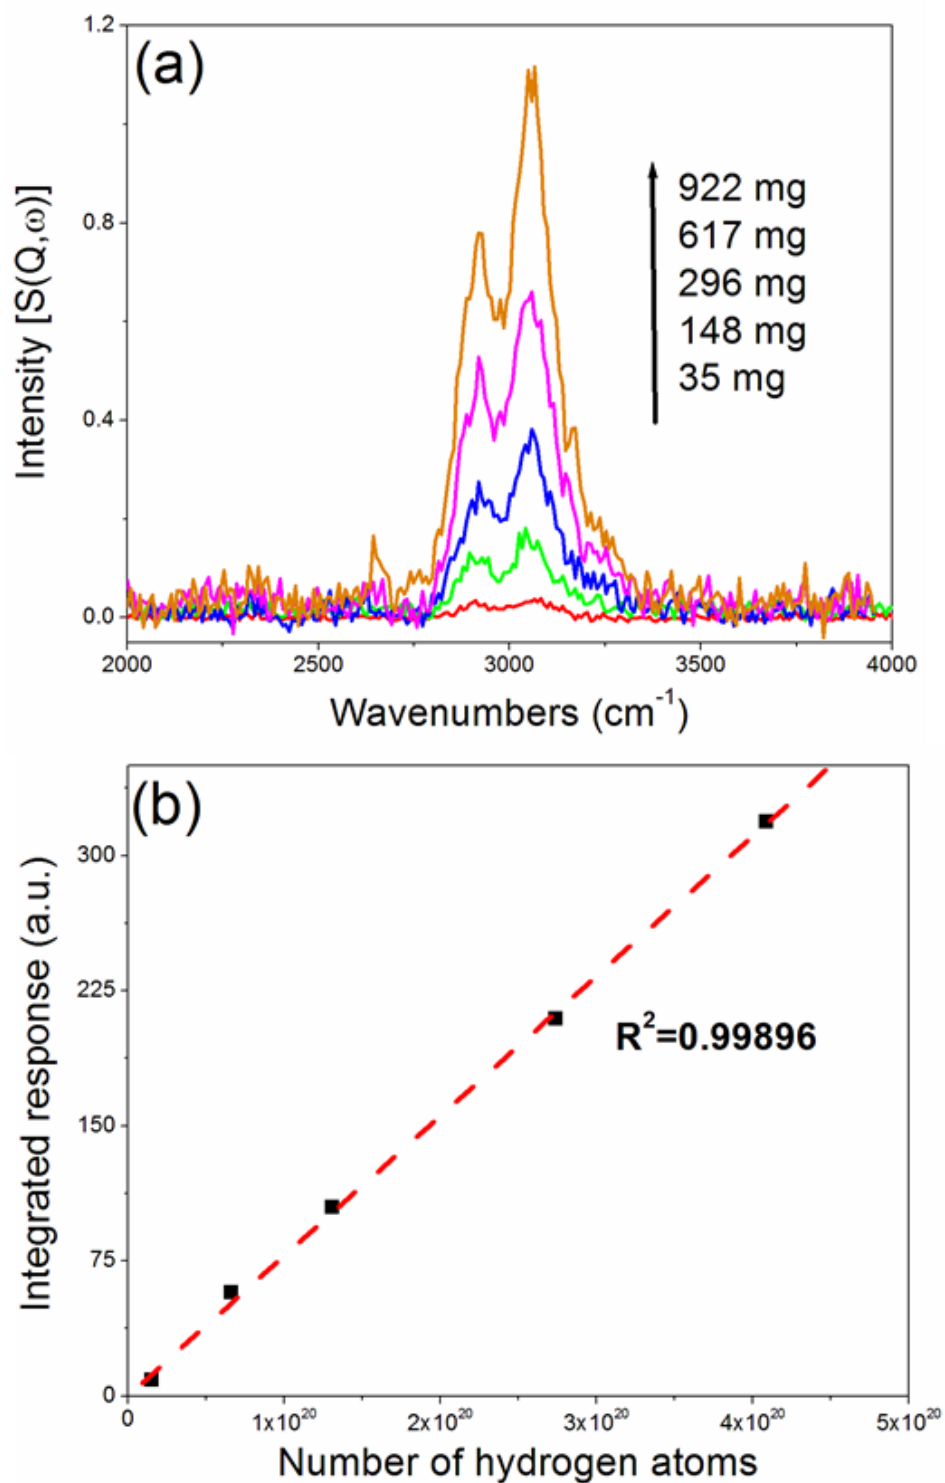 (a)
1.2
0.8
0.4
0.0
Intensity [S(Q,ω)]
922 mg
617 mg
296 mg
148 mg
35 mg
2000 2500 3000 3500 4000
Wavenumbers (cm⁻¹)
(b)
300
225
150
75
0
Integrated response (a.u.)
R²=0.99896
0 1x10²⁰ 2x10²⁰ 3x10²⁰ 4x10²⁰ 5x10²⁰
Number of hydrogen atoms